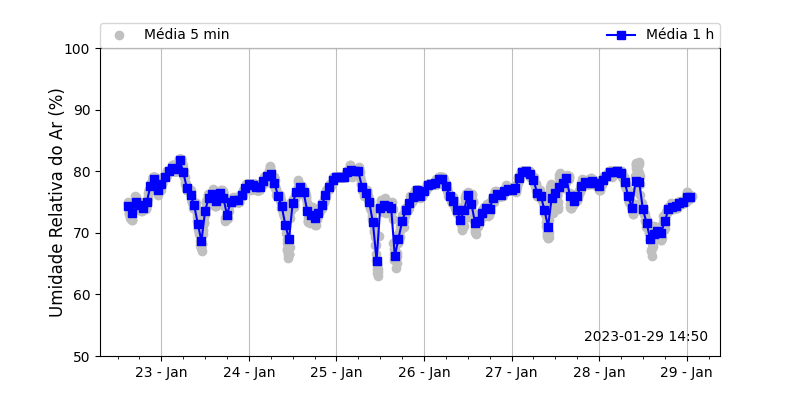 Média 5 min
Média 1 h
Umidade Relativa do Ar (%)
100
90
80
70
60
50
2023-01-29 14:50
23 - Jan
24 - Jan
25 - Jan
26 - Jan
27 - Jan
28 - Jan
29 - Jan